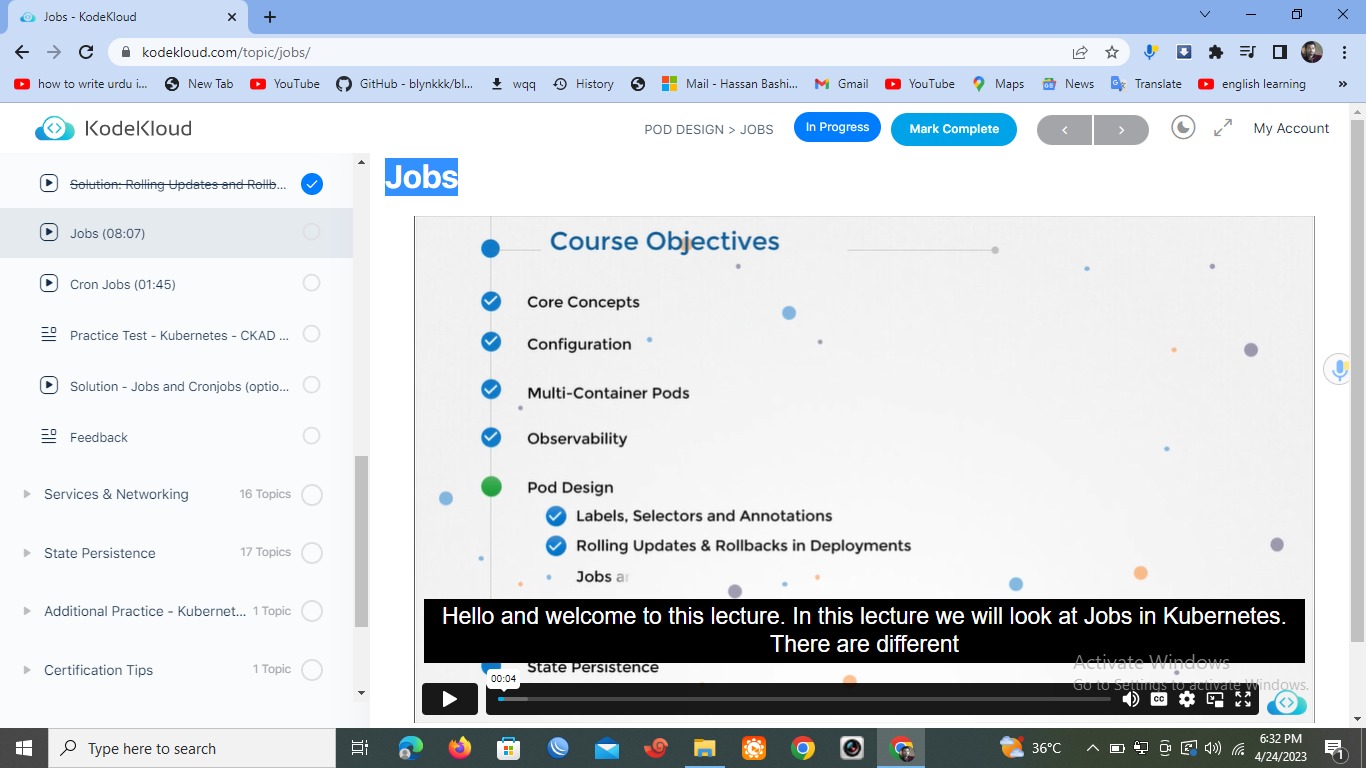 Jobs - KodeKloud
kodekloud.com/topic/jobs/
how to write urdu i...
New Tab
YouTube
GitHub - blynkkk/bl...
wqq
History
Mail - Hassan Bashi...
Gmail
YouTube
Maps
News
Translate
english learning
KodeKloud
POD DESIGN > JOBS
In Progress
Mark Complete
My Account
Solution: Rolling Updates and Rollb...
Jobs (08:07)
Cron Jobs (01:45)
Practice Test - Kubernetes - CKAD ...
Solution - Jobs and Cronjobs (optio...
Feedback
Services & Networking 16 Topics
State Persistence 17 Topics
Additional Practice - Kubernet... 1 Topic
Certification Tips 1 Topic
Jobs
Course Objectives
Core Concepts
Configuration
Multi-Container Pods
Observability
Pod Design
Labels, Selectors and Annotations
Rolling Updates & Rollbacks in Deployments
Jobs ar
Hello and welcome to this lecture. In this lecture we will look at Jobs in Kubernetes.
There are different
State Persistence
00:04
CC
Activate Windows
Go to Settings to activate Windows.
Type here to search
36°C
6:32 PM
4/24/2023
1